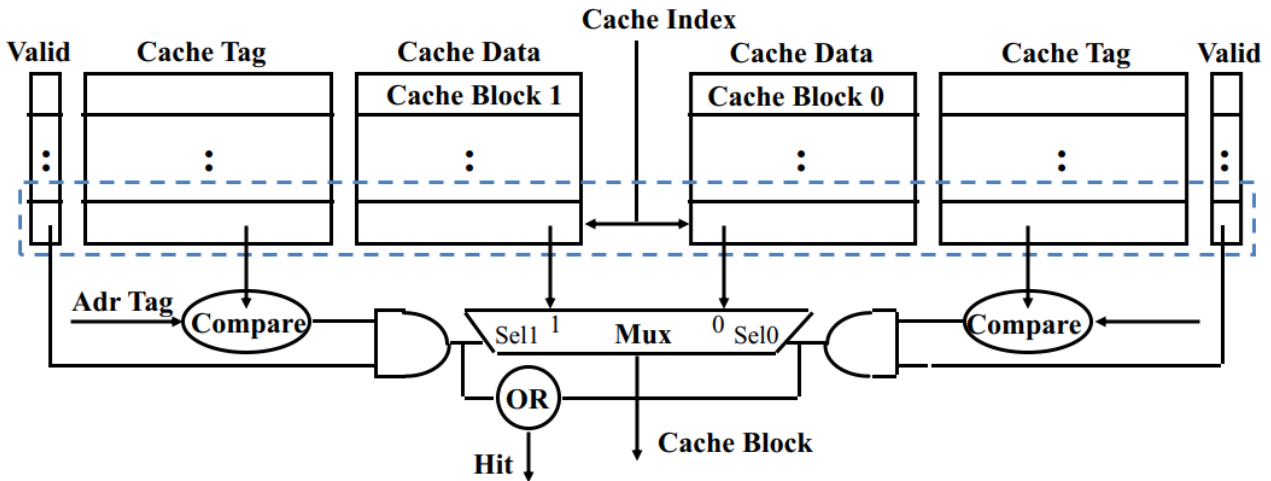 Cache Index
Valid Cache Tag Cache Data Cache Data Cache Tag Valid
Cache Block 1 Cache Block 0
: : : : : :
Adr Tag Compare Sel1 1 Mux 0 Sel0 Compare
OR
Hit Cache Block